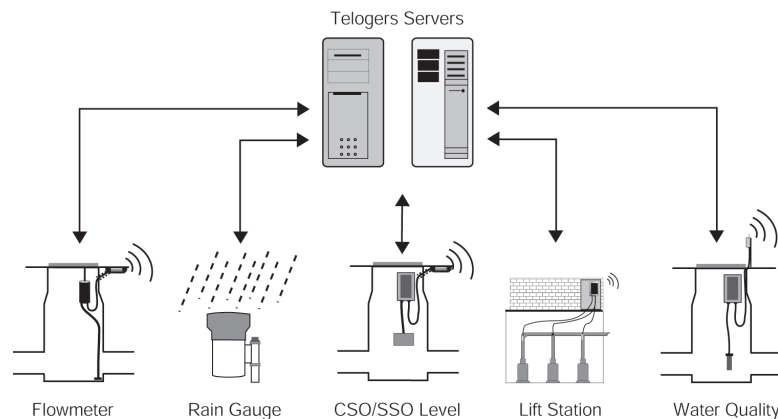 Telogers Servers
Flowmeter
Rain Gauge
CSO/SSO Level
Lift Station
Water Quality